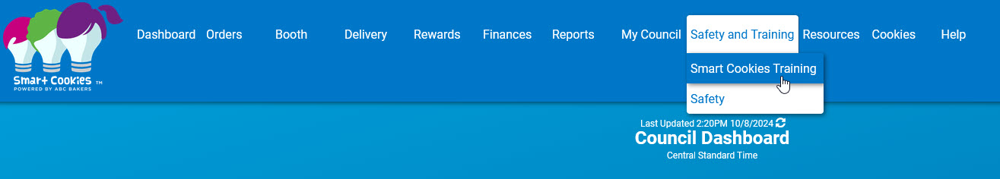 Dashboard Orders Booth Delivery Rewards Finances Reports My Council Safety and Training Resources Cookies Help
Smart Cookies Training
Safety
Smart Cookies TM
POWERED BY ABC BAKERS
Last Updated 2:20PM 10/8/2024
Council Dashboard
Central Standard Time